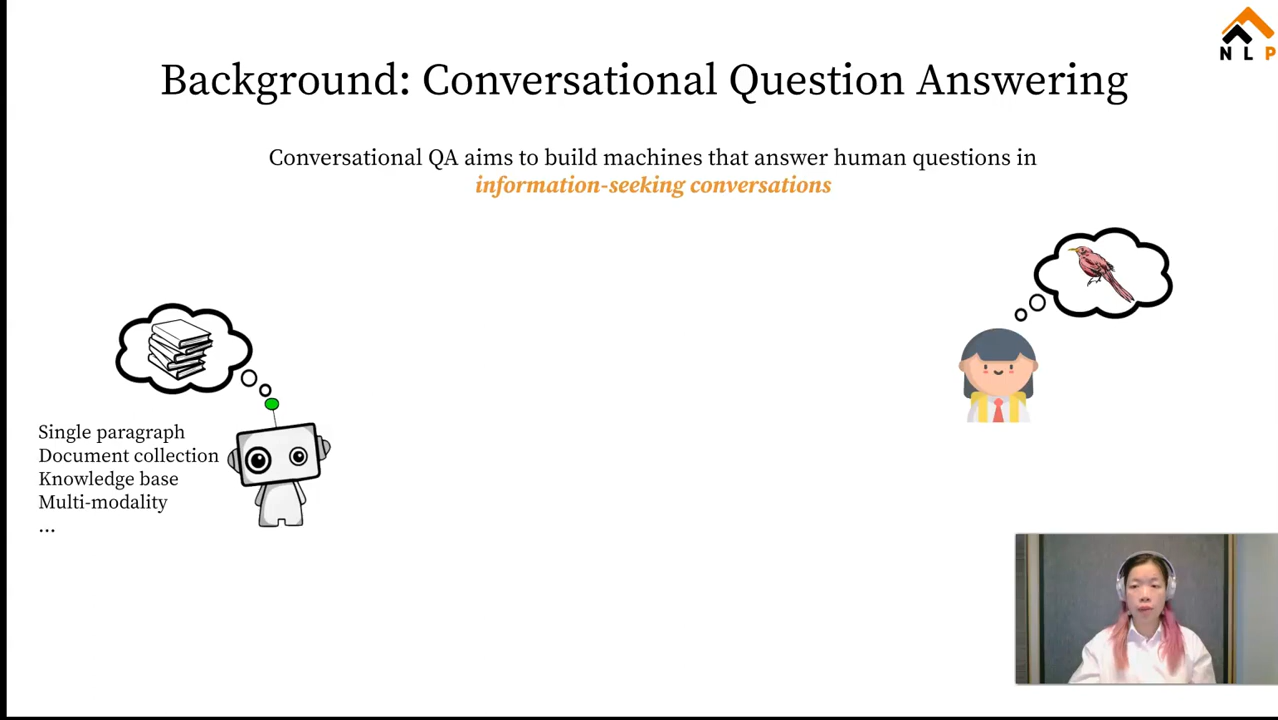 N L P
Background: Conversational Question Answering
Conversational QA aims to build machines that answer human questions in
information-seeking conversations
Single paragraph
Document collection
Knowledge base
Multi-modality
...